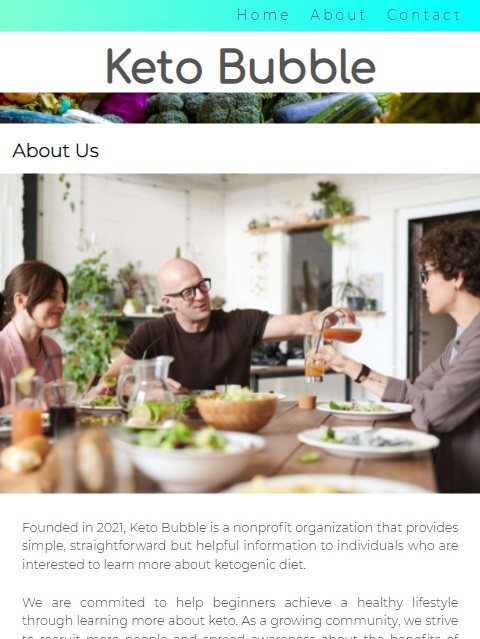 Home About Contact
Keto Bubble
About Us
Founded in 2021, Keto Bubble is a nonprofit organization that provides
simple, straightforward but helpful information to individuals who are
interested to learn more about ketogenic diet.
We are commited to help beginners achieve a healthy lifestyle
through learning more about keto. As a growing community, we strive
to recruit more people and spread awareness about the benefits of